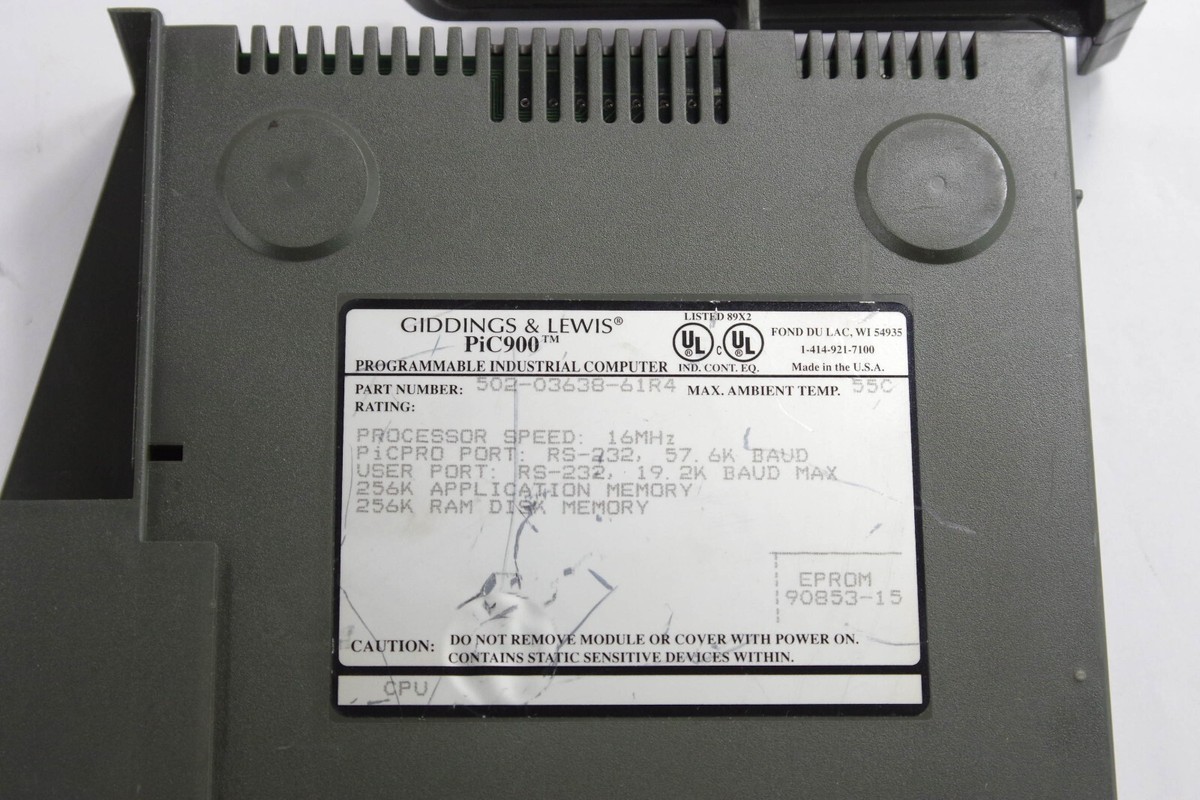 GIDDINGS & LEWIS®
PiC900™
PROGRAMMABLE INDUSTRIAL COMPUTER
LISTED 89X2
UL C UL
IND. CONT. EQ.
FOND DU LAC, WI 54935
1-414-921-7100
Made in the U.S.A.
PART NUMBER: 502-03638-61R4 MAX. AMBIENT TEMP. 55C
RATING:
PROCESSOR SPEED: 16MHz
PiCPRO PORT: RS-232, 57.6K BAUD
USER PORT: RS-232, 19.2K BAUD MAX
256K APPLICATION MEMORY
256K RAM DISK MEMORY
EPROM
90853-15
CAUTION: DO NOT REMOVE MODULE OR COVER WITH POWER ON.
CONTAINS STATIC SENSITIVE DEVICES WITHIN.
CPU